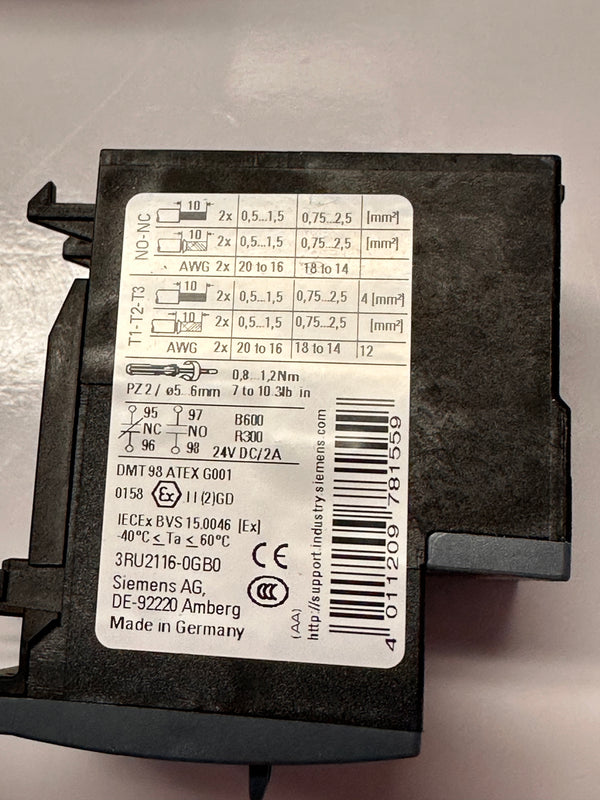 NO-NC
10 2x 0,5...1,5 0,75...2,5 [mm²]
10 2x 0,5...1,5 0,75...2,5 [mm²]
AWG 2x 20 to 16 18 to 14
T1-T2-T3
10 2x 0,5...1,5 0,75...2,5 4 [mm²]
10 2x 0,5...1,5 0,75...2,5 [mm²]
AWG 2x 20 to 16 18 to 14 12
0,8...1,2Nm
PZ 2 / ø5...6mm 7 to 10.3lb in
95 97 B600
NC NO R300
96 98 24V DC/2A
DMT 98 ATEX G001
0158 Ex II (2)GD
IECEx BVS 15.0046 [Ex]
-40°C ≤ Ta ≤ 60°C
3RU2116-0GB0 CE
Siemens AG, CCC
DE-92220 Amberg
Made in Germany
(AA)
http://support.industry.siemens.com
4 011209 781559